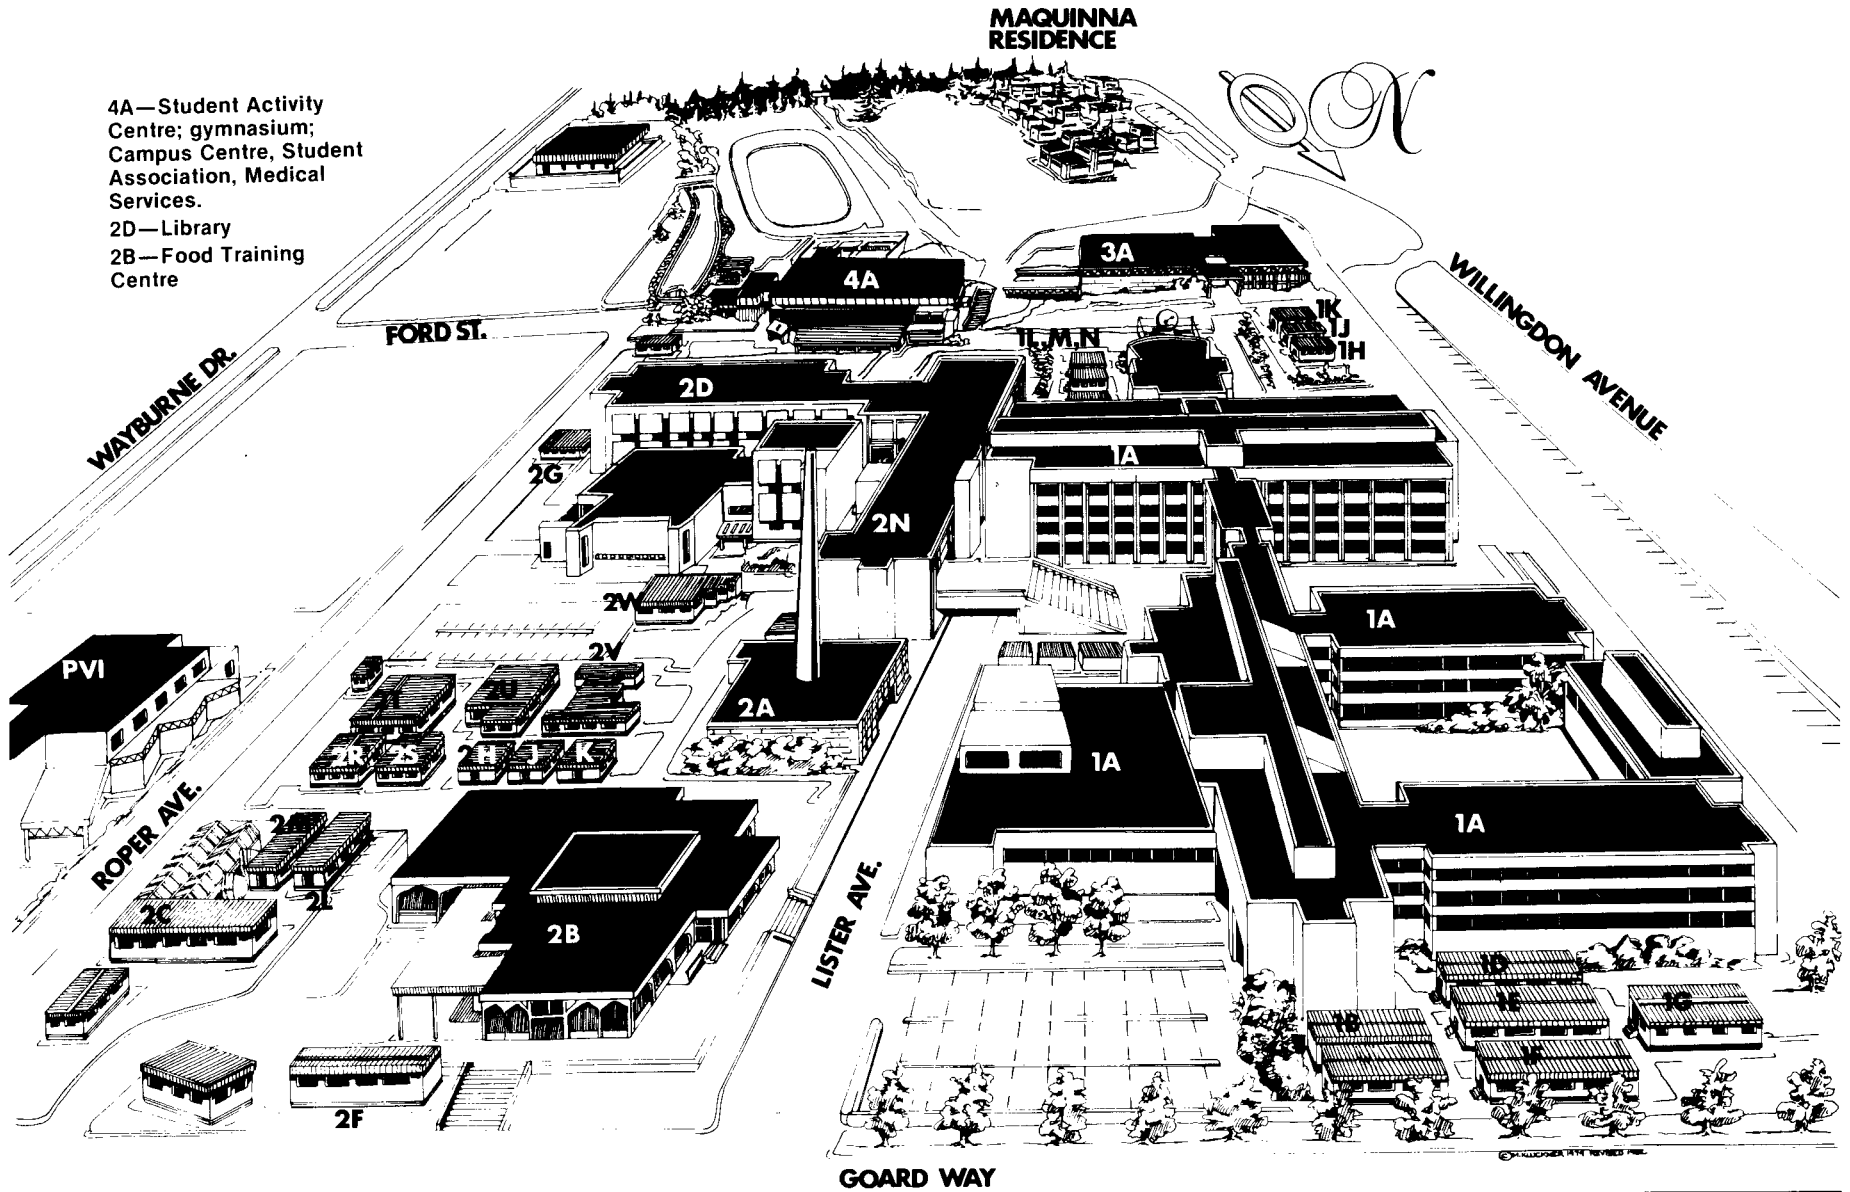 MAQUINNA
RESIDENCE
N
4A—Student Activity
Centre; gymnasium;
Campus Centre, Student
Association, Medical
Services.
2D—Library
2B—Food Training
Centre
3A
4A
WILLINGDON AVENUE
1K
1J
1H
FORD ST.
1L,M,N
WAYBURNE DR.
2D
1A
2G
2N
2W
1A
2V
PVI
2T
2U
2A
2R
2S
2H
J
K
1A
ROPER AVE.
1A
2I
2C
2B
LISTER AVE.
1D
1E
1G
1B
1F
2F
GOARD WAY